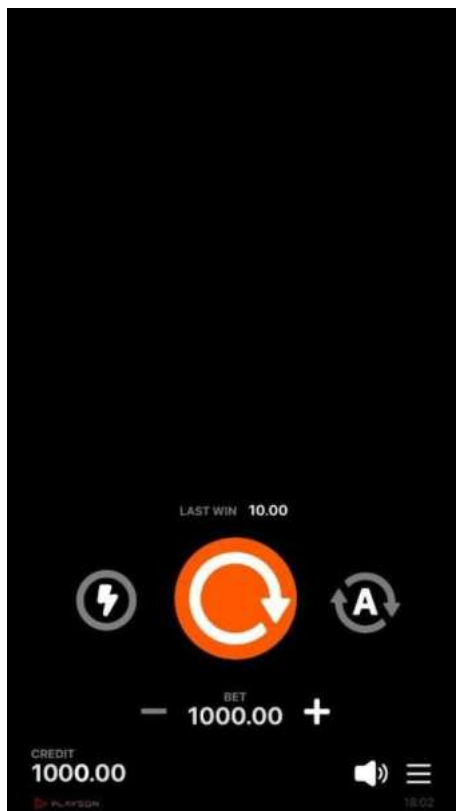 LAST WIN 10.00
A
BET
1000.00
CREDIT
1000.00
PLAYSON 18:02